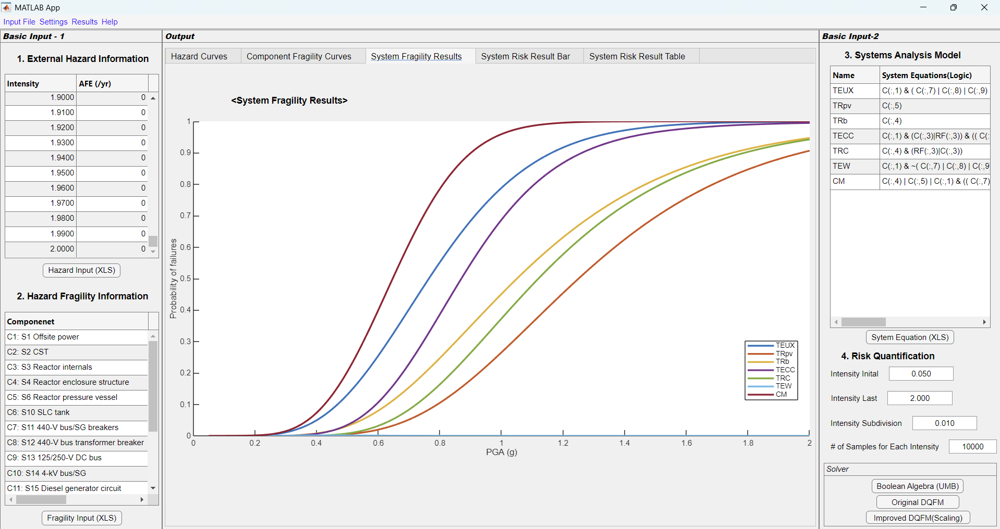 MATLAB App
Input File Settings Results Help
Basic Input - 1
1. External Hazard Information
Intensity AFE (/yr)
1.9000 0
1.9100 0
1.9200 0
1.9300 0
1.9400 0
1.9500 0
1.9600 0
1.9700 0
1.9800 0
1.9900 0
2.0000 0
Hazard Input (XLS)
2. Hazard Fragility Information
Componenet
C1: S1 Offsite power
C2: S2 CST
C3: S3 Reactor internals
C4: S4 Reactor enclosure structure
C5: S6 Reactor pressure vessel
C6: S10 SLC tank
C7: S11 440-V bus/SG breakers
C8: S12 440-V bus transformer breaker
C9: S13 125/250-V DC bus
C10: S14 4-kV bus/SG
C11: S15 Diesel generator circuit
Fragility Input (XLS)
Output
Hazard Curves Component Fragility Curves System Fragility Results System Risk Result Bar System Risk Result Table
<System Fragility Results>
1
0.9
0.8
0.7
0.6
0.5
0.4
0.3
0.2
0.1
0
Probability of failures
0 0.2 0.4 0.6 0.8 1 1.2 1.4 1.6 1.8 2
PGA (g)
TEUX
TRpv
TRb
TECC
TRC
TEW
CM
Basic Input-2
3. Systems Analysis Model
Name System Equations(Logic)
TEUX C(:,1) & ( C(:,7) | C(:,8) | C(:,9)
TRpv C(:,5)
TRb C(:,4)
TECC C(:,1) & (C(:,3)|RF(:,3)) & (( C(:
TRC C(:,4) & (RF(:,3)|C(:,3))
TEW C(:,1) & ~( C(:,7) | C(:,8) | C(:,9
CM C(:,4) | C(:,5) | C(:,1) & (( C(:,7)
Sytem Equation (XLS)
4. Risk Quantification
Intensity Inital 0.050
Intensity Last 2.000
Intensity Subdivision 0.010
# of Samples for Each Intensity 10000
Solver
Boolean Algebra (UMB)
Original DQFM
Improved DQFM(Scaling)